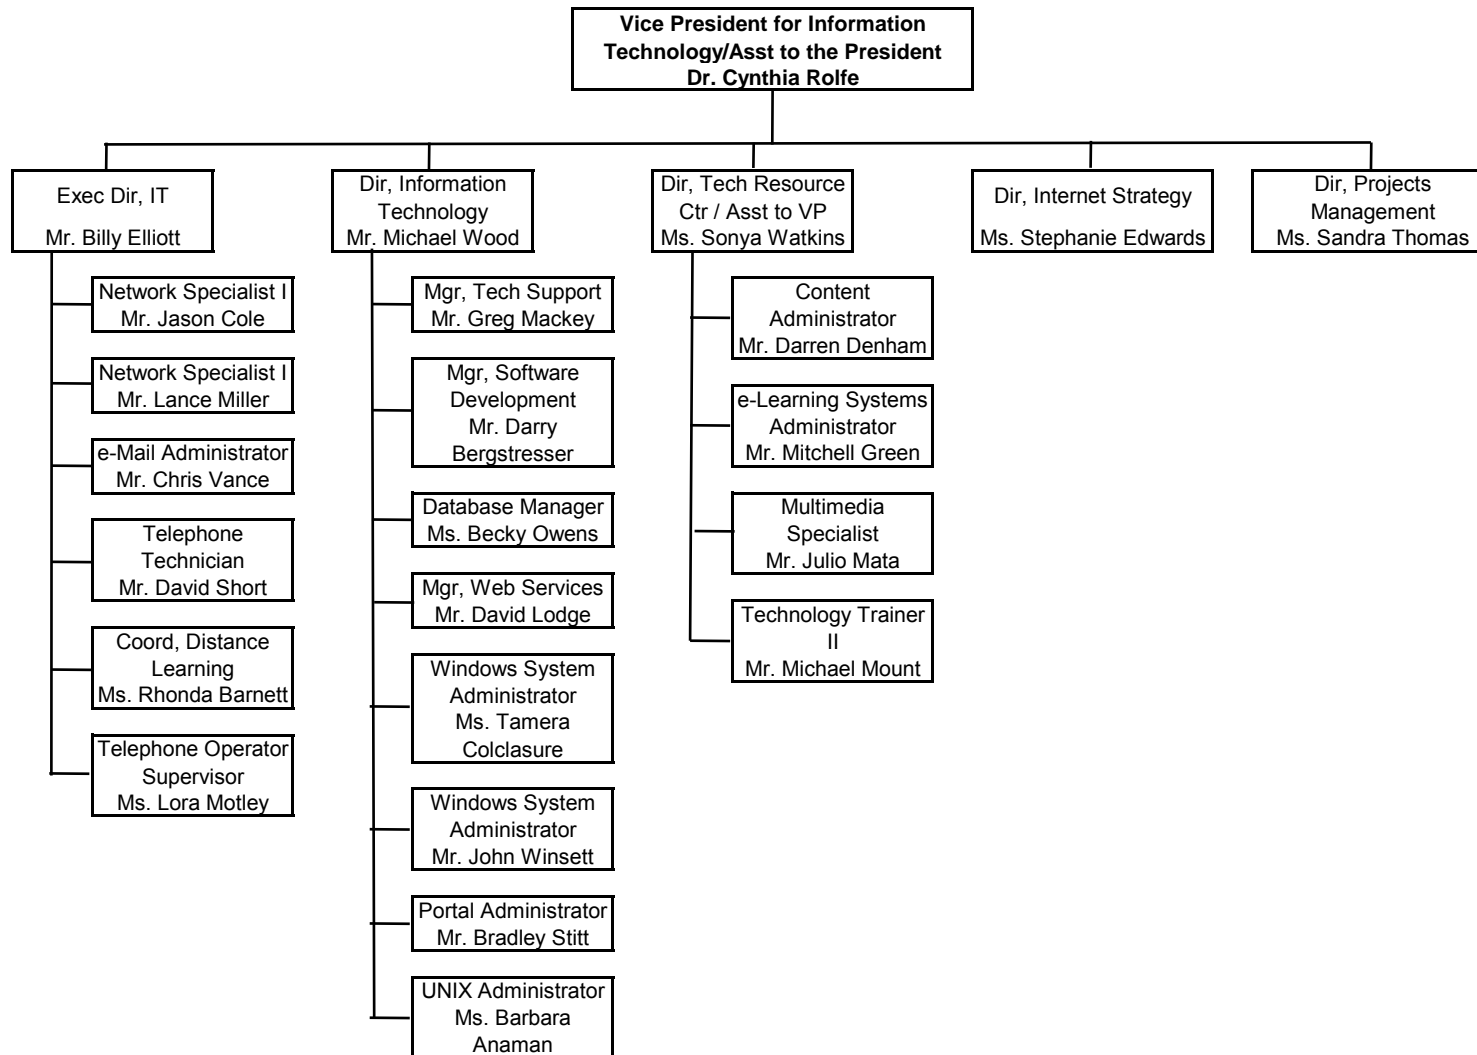 Vice President for Information
Technology/Asst to the President
Dr. Cynthia Rolfe
Exec Dir, IT
Mr. Billy Elliott
Dir, Information
Technology
Mr. Michael Wood
Dir, Tech Resource
Ctr / Asst to VP
Ms. Sonya Watkins
Dir, Internet Strategy
Ms. Stephanie Edwards
Dir, Projects
Management
Ms. Sandra Thomas
Network Specialist I
Mr. Jason Cole
Network Specialist I
Mr. Lance Miller
e-Mail Administrator
Mr. Chris Vance
Telephone
Technician
Mr. David Short
Coord, Distance
Learning
Ms. Rhonda Barnett
Telephone Operator
Supervisor
Ms. Lora Motley
Mgr, Tech Support
Mr. Greg Mackey
Mgr, Software
Development
Mr. Darry
Bergstresser
Database Manager
Ms. Becky Owens
Mgr, Web Services
Mr. David Lodge
Windows System
Administrator
Ms. Tamera
Colclasure
Windows System
Administrator
Mr. John Winsett
Portal Administrator
Mr. Bradley Stitt
UNIX Administrator
Ms. Barbara
Anaman
Content
Administrator
Mr. Darren Denham
e-Learning Systems
Administrator
Mr. Mitchell Green
Multimedia
Specialist
Mr. Julio Mata
Technology Trainer
II
Mr. Michael Mount